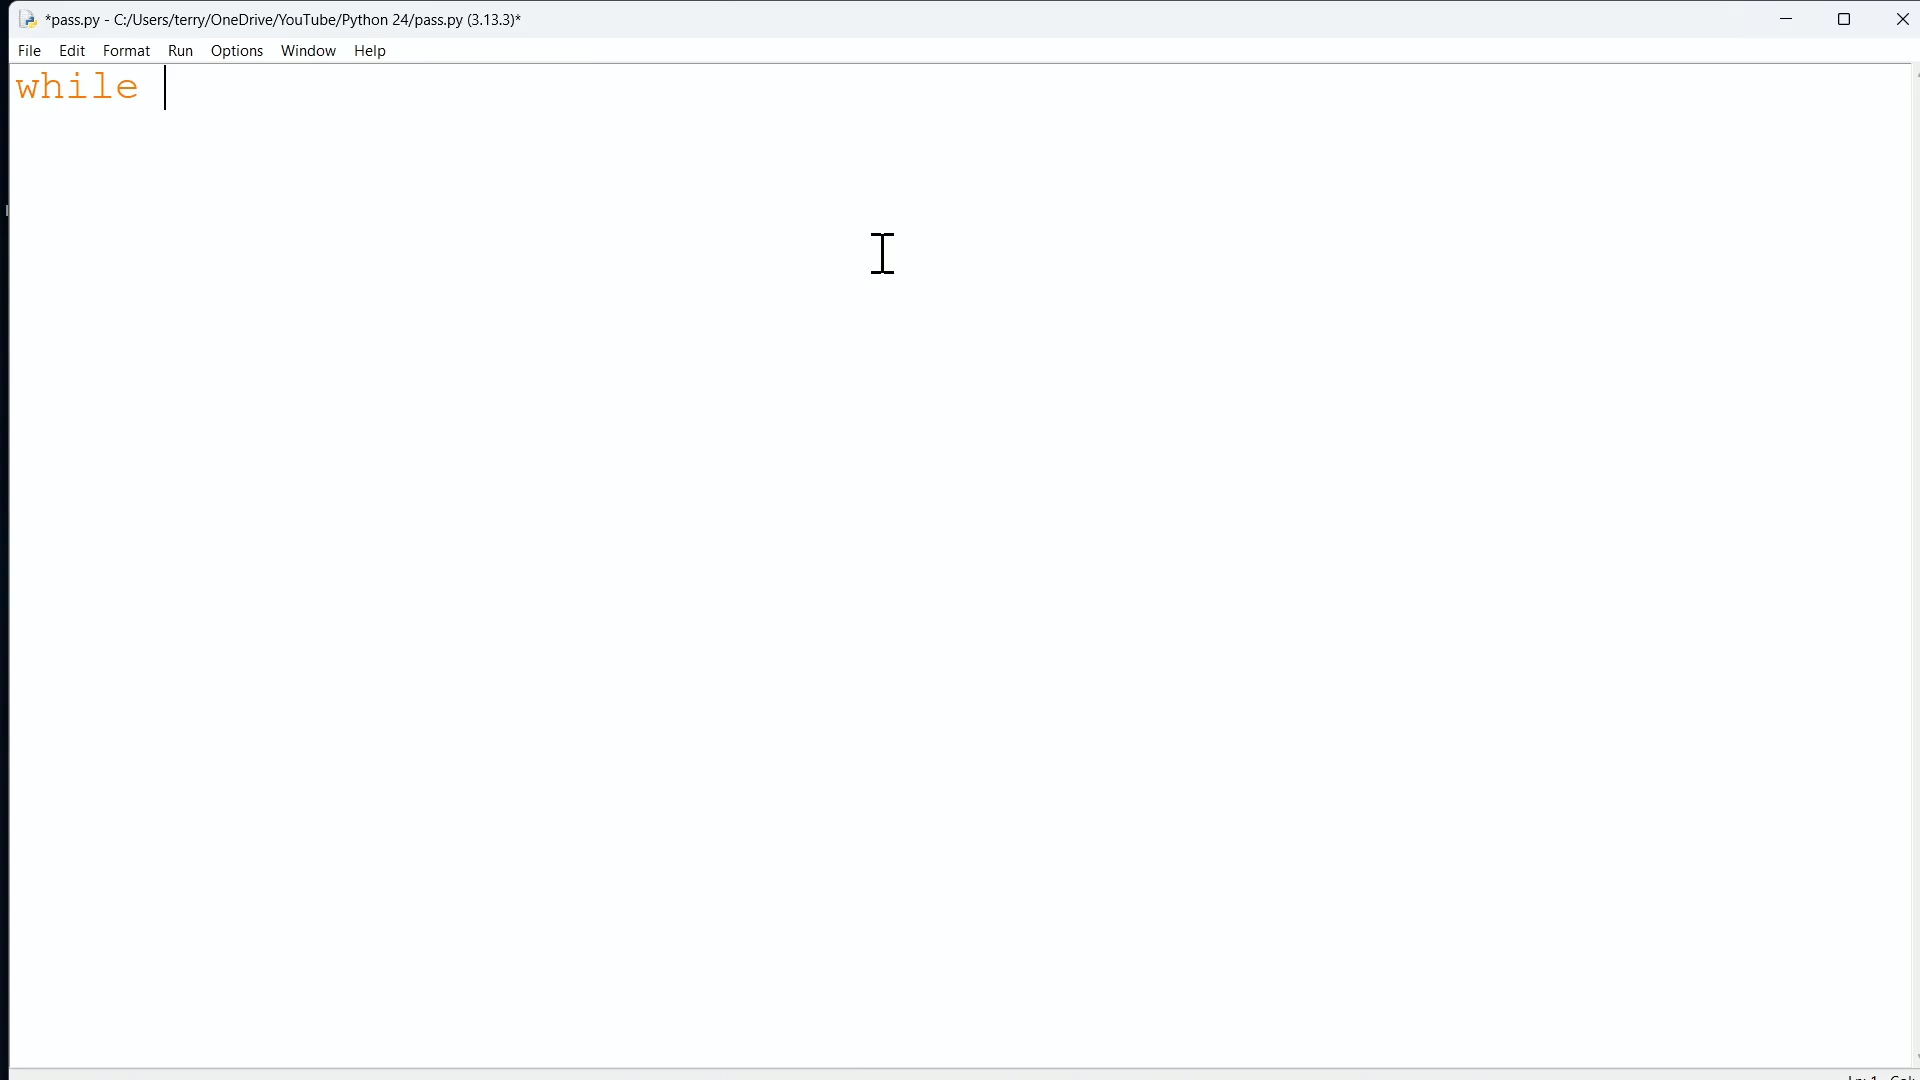 *pass.py - C:/Users/terry/OneDrive/YouTube/Python 24/pass.py (3.13.3)*
File Edit Format Run Options Window Help
while